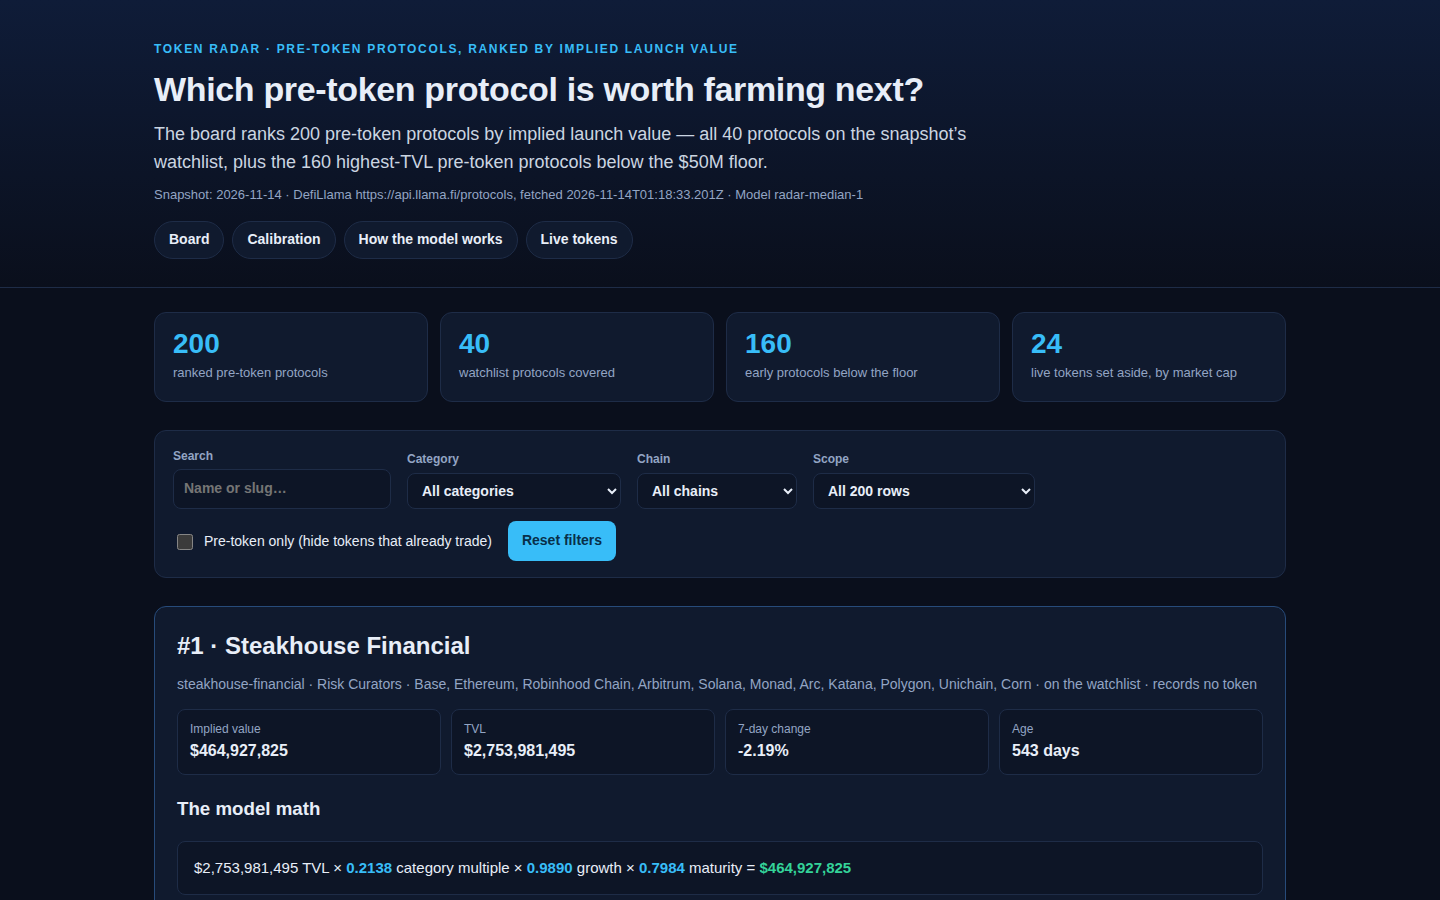 TOKEN RADAR · PRE-TOKEN PROTOCOLS, RANKED BY IMPLIED LAUNCH VALUE
Which pre-token protocol is worth farming next?
The board ranks 200 pre-token protocols by implied launch value — all 40 protocols on the snapshot's
watchlist, plus the 160 highest-TVL pre-token protocols below the $50M floor.
Snapshot: 2026-11-14 · DefiLlama https://api.llama.fi/protocols, fetched 2026-11-14T01:18:33.201Z · Model radar-median-1
Board Calibration How the model works Live tokens
200 40 160 24
ranked pre-token protocols watchlist protocols covered early protocols below the floor live tokens set aside, by market cap
Search Category Chain Scope
Name or slug… All categories All chains All 200 rows
Pre-token only (hide tokens that already trade) Reset filters
#1 · Steakhouse Financial
steakhouse-financial · Risk Curators · Base, Ethereum, Robinhood Chain, Arbitrum, Solana, Monad, Arc, Katana, Polygon, Unichain, Corn · on the watchlist · records no token
Implied value TVL 7-day change Age
$464,927,825 $2,753,981,495 -2.19% 543 days
The model math
$2,753,981,495 TVL × 0.2138 category multiple × 0.9890 growth × 0.7984 maturity = $464,927,825